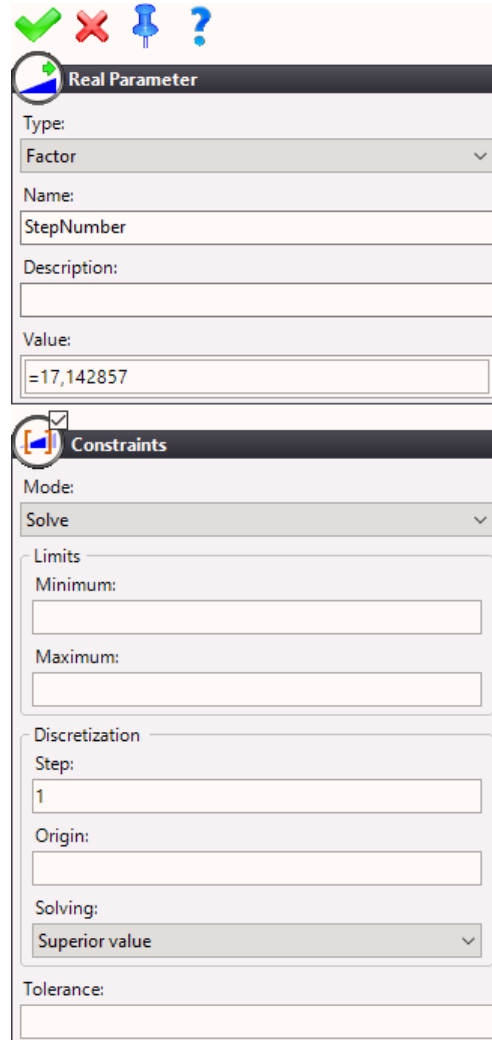 Real Parameter
Type:
Factor
Name:
StepNumber
Description:
Value:
=17,142857
Constraints
Mode:
Solve
Limits
Minimum:
Maximum:
Discretization
Step:
1
Origin:
Solving:
Superior value
Tolerance: